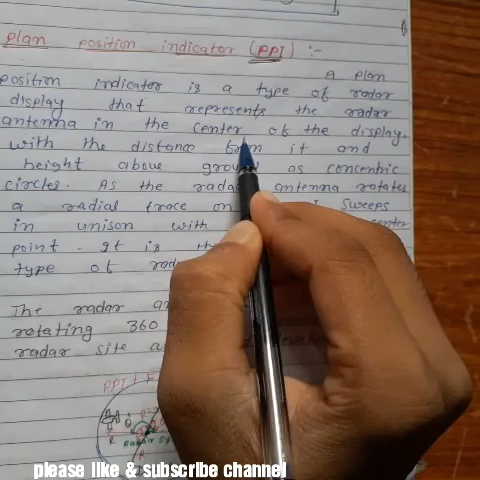 Plan position indicator (PPI) :-
A plan
position indicator is a type of radar
display that represents the radar
antenna in the center of the display,
with the distance from it and
height above ground as concentric
circles. As the radar antenna rotates
a radial trace on sweeps
in unison with center
point. It is the
type of
The radar
rotating 360
radar site
PPI
please like & subscribe channel